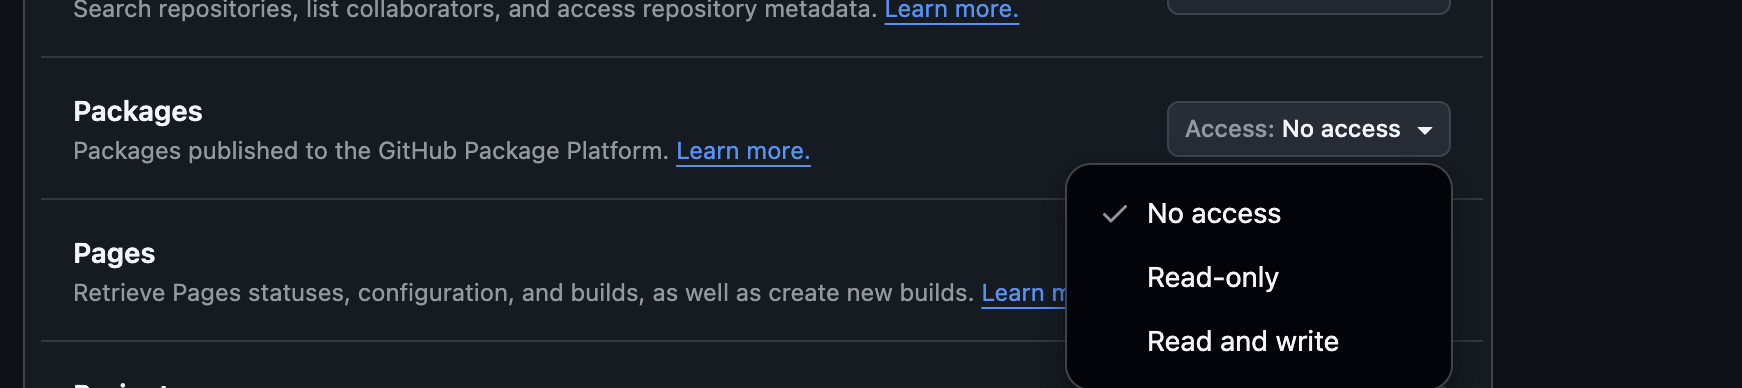 Search repositories, list collaborators, and access repository metadata. Learn more.
Packages
Access: No access
Packages published to the GitHub Package Platform. Learn more.
No access
Read-only
Read and write
Pages
Retrieve Pages statuses, configuration, and builds, as well as create new builds. Learn m